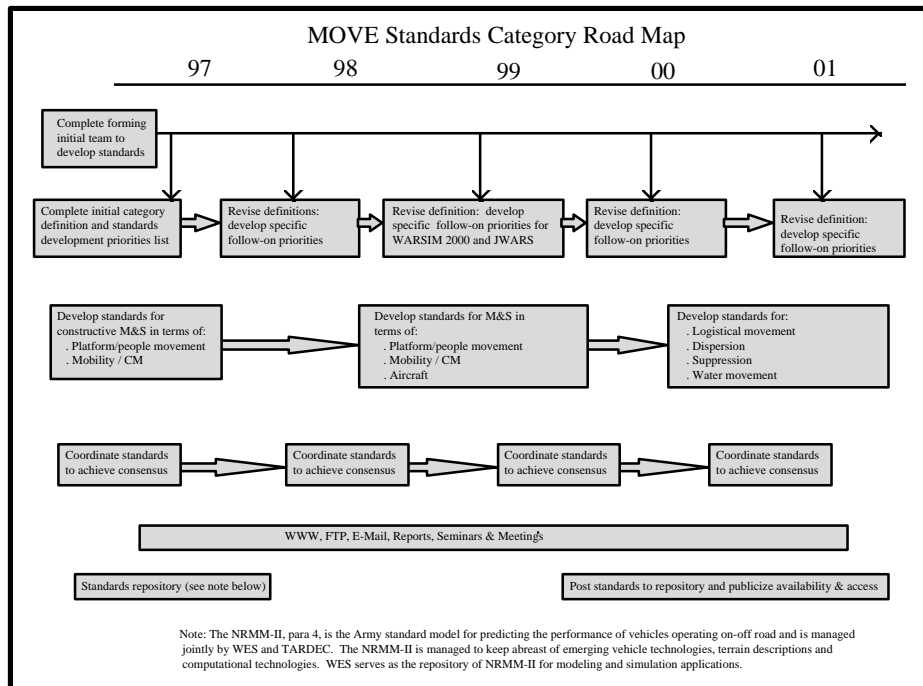 MOVE Standards Category Road Map
97 98 99 00 01
Complete forming
initial team to
develop standards
Complete initial category
definition and standards
development priorities list
Revise definitions:
develop specific
follow-on priorities
Revise definition: develop
specific follow-on priorities for
WARSIM 2000 and JWARS
Revise definition:
develop specific
follow-on priorities
Revise definition:
develop specific
follow-on priorities
Develop standards for
constructive M&S in terms of:
. Platform/people movement
. Mobility / CM
Develop standards for M&S in
terms of:
. Platform/people movement
. Mobility / CM
. Aircraft
Develop standards for:
. Logistical movement
. Dispersion
. Suppression
. Water movement
Coordinate standards
to achieve consensus
Coordinate standards
to achieve consensus
Coordinate standards
to achieve consensus
Coordinate standards
to achieve consensus
WWW, FTP, E-Mail, Reports, Seminars & Meetings
Standards repository (see note below)
Post standards to repository and publicize availability & access
Note: The NRMM-II, para 4, is the Army standard model for predicting the performance of vehicles operating on-off road and is managed
jointly by WES and TARDEC. The NRMM-II is managed to keep abreast of emerging vehicle technologies, terrain descriptions and
computational technologies. WES serves as the repository of NRMM-II for modeling and simulation applications.